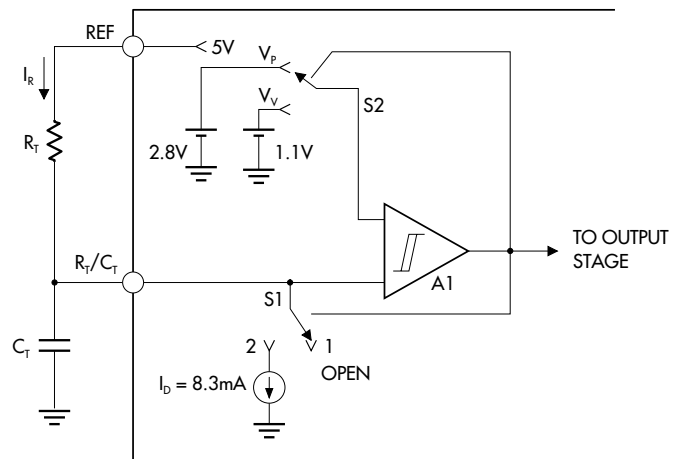 REF
5V
I_R
V_P
V_V
S2
R_T
2.8V
1.1V
TO OUTPUT
STAGE
A1
R_T/C_T
S1
2
1
OPEN
C_T
I_D = 8.3mA